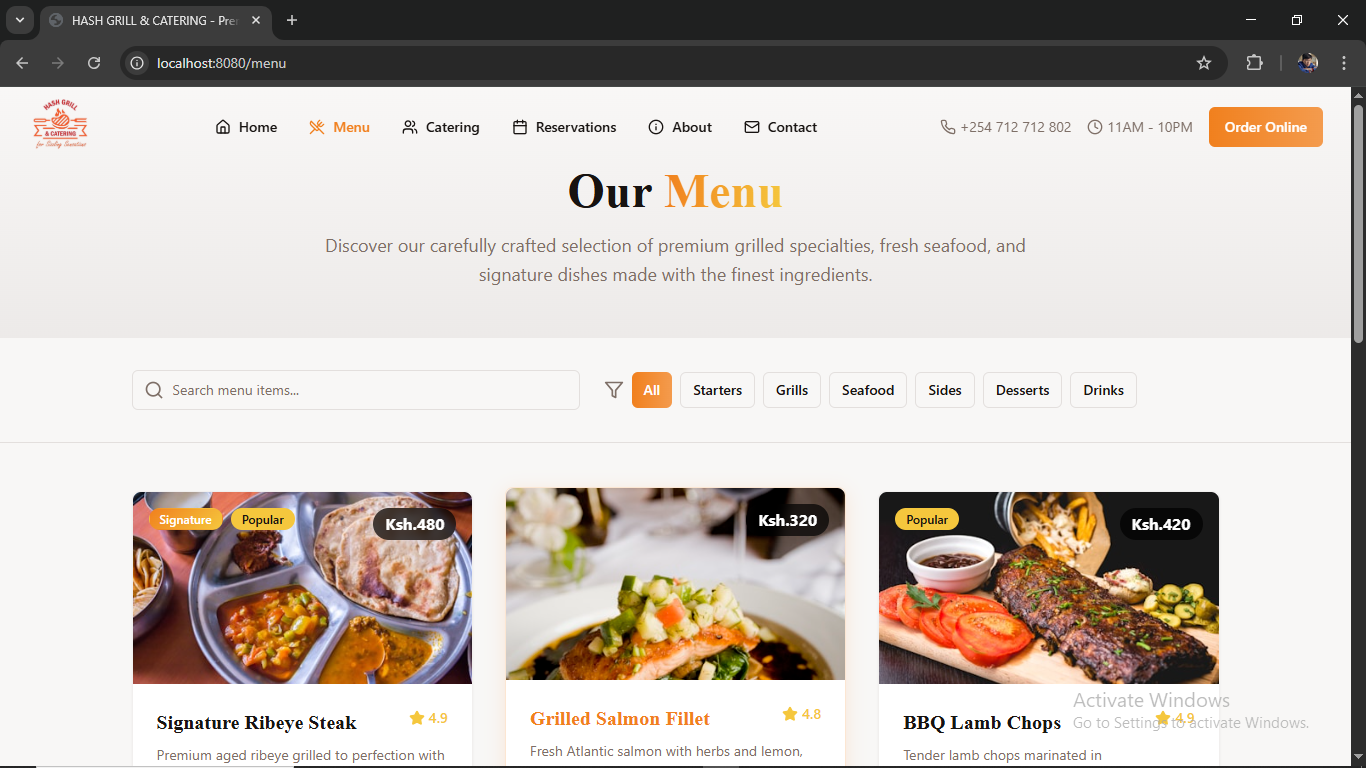 HASH GRILL & CATERING - Pre
localhost:8080/menu
HASH GRILL
& CATERING
for Sizzling Sensations
Home
Menu
Catering
Reservations
About
Contact
+254 712 712 802
11AM - 10PM
Order Online
Our Menu
Discover our carefully crafted selection of premium grilled specialties, fresh seafood, and
signature dishes made with the finest ingredients.
Search menu items...
All
Starters
Grills
Seafood
Sides
Desserts
Drinks
Signature
Popular
Ksh.480
Signature Ribeye Steak
4.9
Premium aged ribeye grilled to perfection with
Ksh.320
Grilled Salmon Fillet
4.8
Fresh Atlantic salmon with herbs and lemon,
Popular
Ksh.420
BBQ Lamb Chops
4.9
Tender lamb chops marinated in
Activate Windows
Go to Settings to activate Windows.